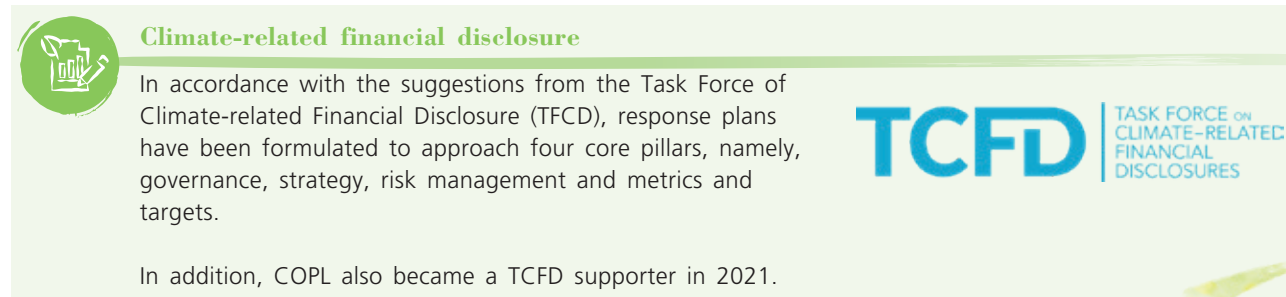 Climate-related financial disclosure
In accordance with the suggestions from the Task Force of
Climate-related Financial Disclosure (TFCD), response plans
have been formulated to approach four core pillars, namely,
governance, strategy, risk management and metrics and
targets.
In addition, COPL also became a TCFD supporter in 2021.
TCFD
TASK FORCE ON
CLIMATE-RELATED
FINANCIAL
DISCLOSURES